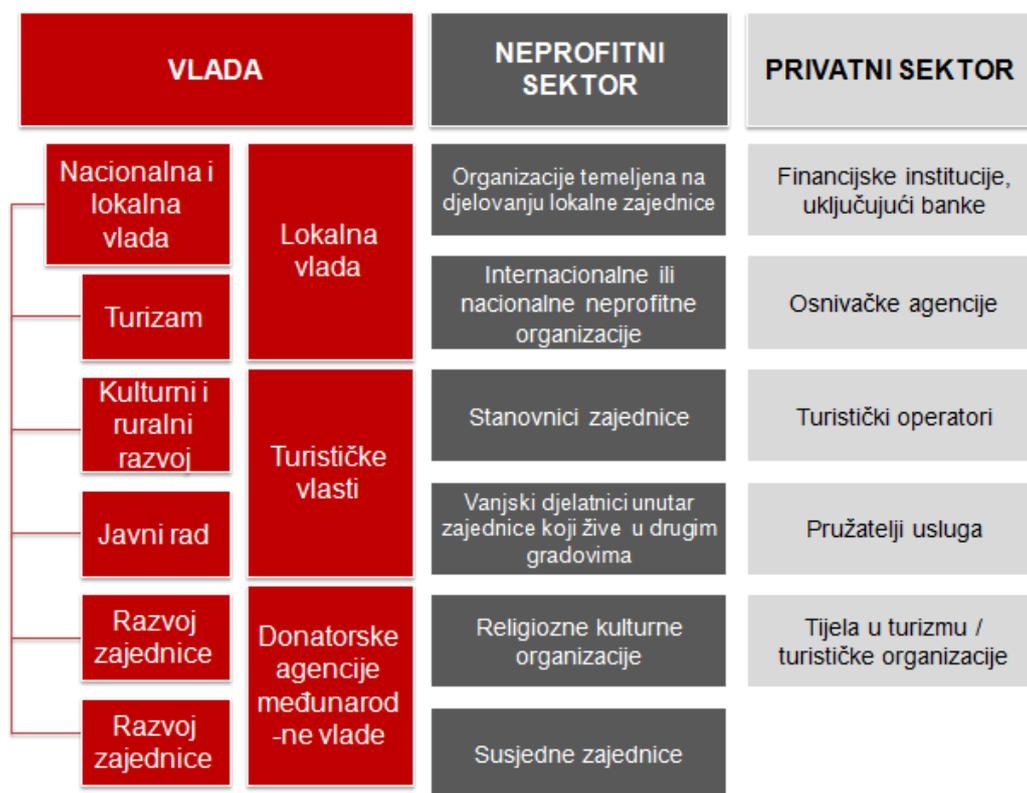 VLADA
NEPROFITNI
SEKTOR
PRIVATNI SEKTOR
Nacionalna i
lokalna
vlada
Turizam
Kulturni i
ruralni
razvoj
Javni rad
Razvoj
zajednice
Razvoj
zajednice
Lokalna
vlada
Turističke
vlasti
Donatorske
agencije
međunarod
-ne vlade
Organizacije temeljena na
djelovanju lokalne zajednice
Internacionalne ili
nacionalne neprofitne
organizacije
Stanovnici zajednice
Vanjski djelatnici unutar
zajednice koji žive u drugim
gradovima
Religiozne kulturne
organizacije
Susjedne zajednice
Financijske institucije,
uključujući banke
Osnivačke agencije
Turistički operatori
Pružatelji usluga
Tijela u turizmu /
turističke organizacije